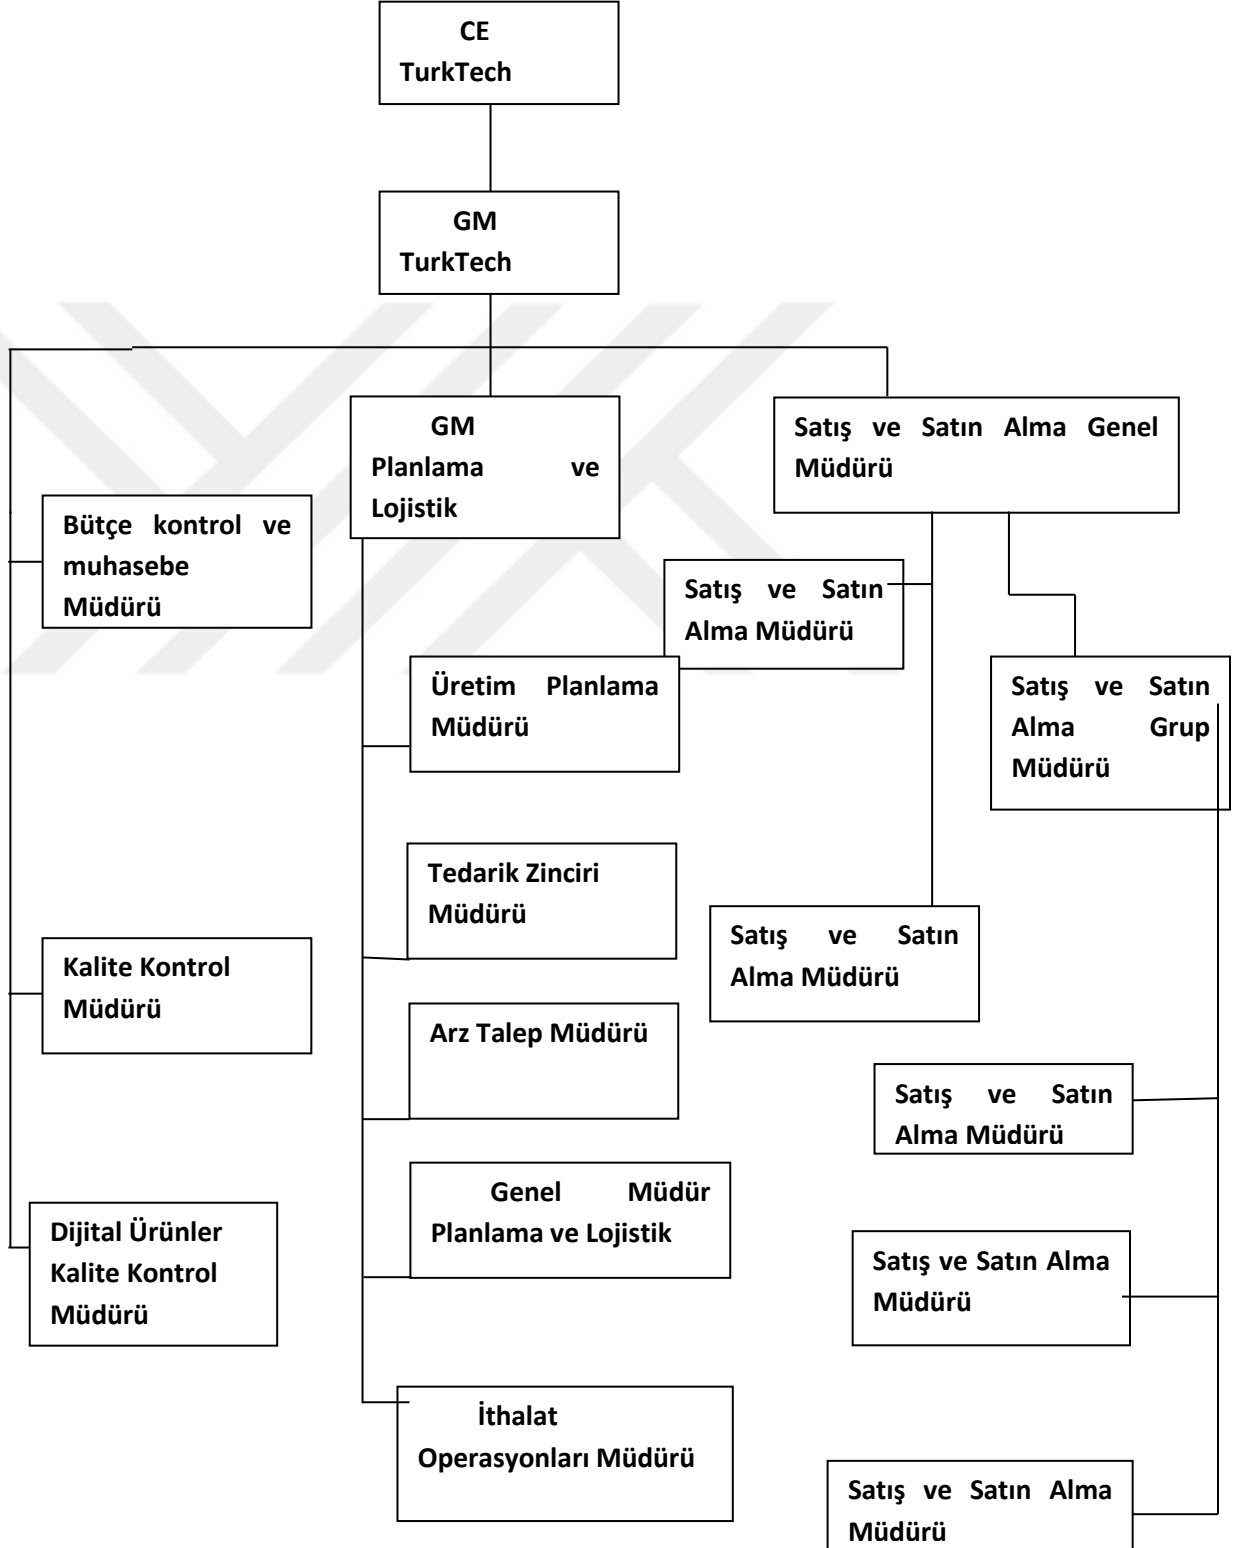 CE
TurkTech
GM
TurkTech
GM
Planlama ve
Lojistik
Satış ve Satın Alma Genel
Müdürü
Bütçe kontrol ve
muhasebe
Müdürü
Satış ve Satın
Alma Müdürü
Üretim Planlama
Müdürü
Satış ve Satın
Alma Grup
Müdürü
Tedarik Zinciri
Müdürü
Satış ve Satın
Alma Müdürü
Kalite Kontrol
Müdürü
Arz Talep Müdürü
Satış ve Satın
Alma Müdürü
Genel Müdür
Planlama ve Lojistik
Dijital Ürünler
Kalite Kontrol
Müdürü
Satış ve Satın Alma
Müdürü
İthalat
Operasyonları Müdürü
Satış ve Satın Alma
Müdürü